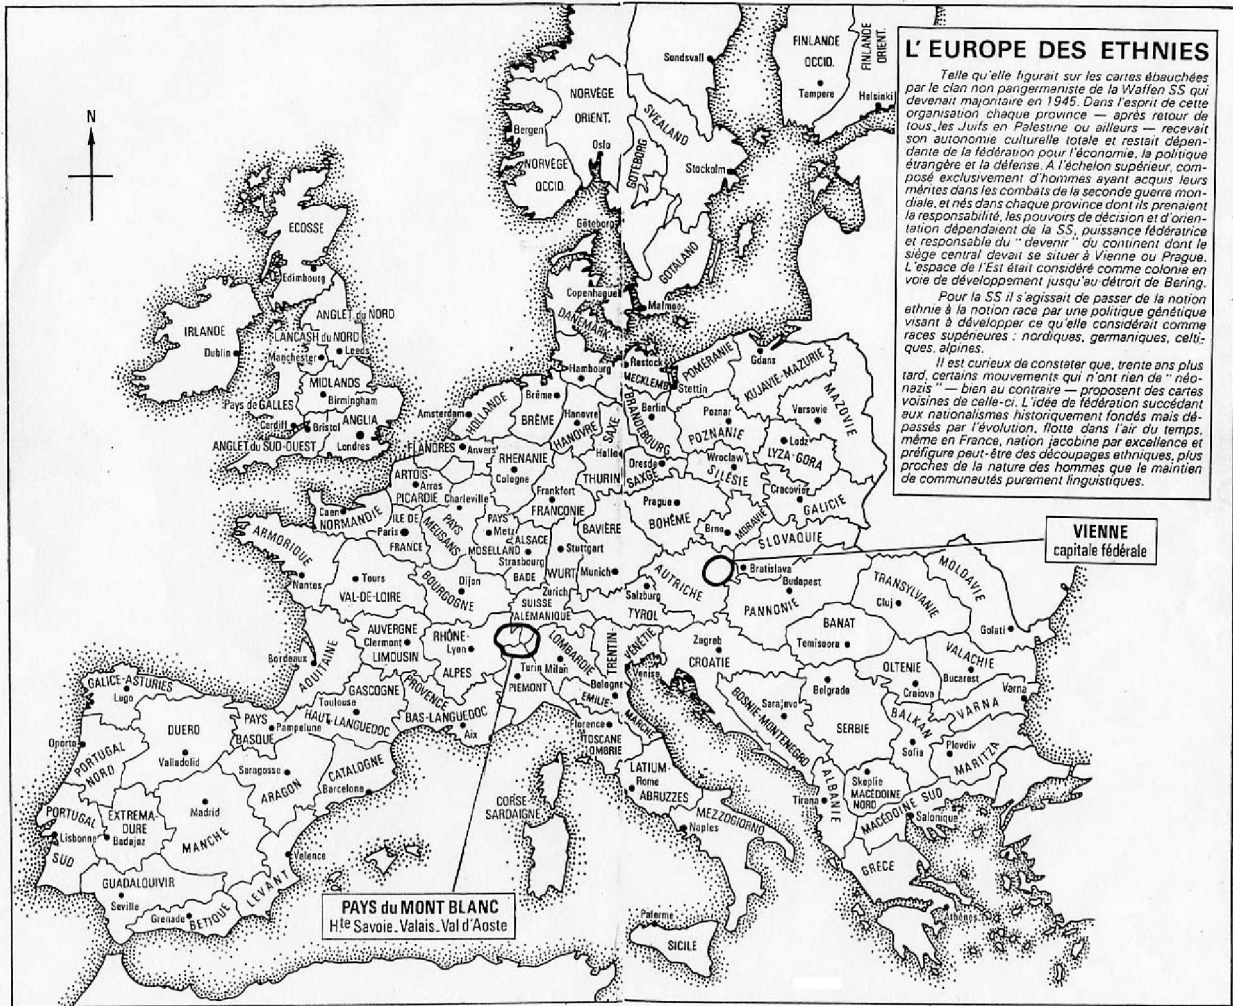 L'EUROPE DES ETHNIES
Telle qu'elle figurait sur les cartes ébauchées
par le clan non pangermaniste de la Waffen SS qui
devenait majoritaire en 1945. Dans l'esprit de cette
organisation chaque province — après retour de
tous les Juifs en Palestine ou ailleurs — recevait
son autonomie culturelle totale et restait dépen-
dante de la fédération pour l'économie, la politique
étrangère et la défense. A l'échelon supérieur, com-
posé exclusivement d'hommes ayant acquis leurs
mérites dans les combats de la seconde guerre mon-
diale, et nés dans chaque province dont ils prenaient
la responsabilité, les pouvoirs de décision et d'orien-
tation dépendaient de la SS, puissance fédératrice
et responsable du "devenir" du continent dont le
siège central devait se situer à Vienne ou Prague.
L'espace de l'Est était considéré comme colonie en
voie de développement jusqu'au détroit de Bering.
Pour la SS il s'agissait de passer de la notion
ethnie à la notion race par une politique génétique
visant à développer ce qu'elle considérait comme
races supérieures : nordiques, germaniques, celti-
ques, alpines.
Il est curieux de constater que, trente ans plus
tard, certains mouvements qui n'ont rien de "néo-
nazis" — bien au contraire — proposent des cartes
voisines de celle-ci. L'idée de fédération succédant
aux nationalismes historiquement fondés mais dé-
passés par l'évolution, flotte dans l'air du temps,
même en France, nation jacobine par excellence et
préfigure peut-être des découpages ethniques, plus
proches de la nature des hommes que le maintien
de communautés purement linguistiques.
N
FINLANDE
OCCID.
Tampere
FINLANDE
ORIENT.
Helsinki
Sundsvall
NORVÈGE
ORIENT.
Bergen
Oslo
NORVÈGE
OCCID.
SVEALAND
GÖTEBORG
Stockolm
Göteborg
GOTALAND
Copenhague
Malmoe
DANEMARK
ECOSSE
Edimbourg
IRLANDE
Dublin
ANGLET du NORD
LANCASH du NORD
Manchester
Leeds
MIDLANDS
Birmingham
Pays de GALLES
Cardiff
Bristol
ANGLIA
Londres
ANGLET du SUD-OUEST
Hambourg
Rostock
MECKLEMB
Stettin
POMÉRANIE
Gdans
KUJAVIE-MAZURIE
MAZOVIE
Varsovie
Amsterdam
HOLLANDE
Brême
BRÊME
Hanovre
HANOVRE
SAXE
Halle
BRANDEBOURG
Berlin
Poznar
POZNANIE
Lodz
LYZA-GORA
FLANDRES
Anvers
RHENANIE
Cologne
THURIN
Dresde
SAXGE
Wroclaw
SILÉSIE
Cracovier
GALICIE
ARTOIS-
Arras
PICARDIE
Charleville
Frankfort
FRANCONIE
Prague
BOHÊME
Brno
MORAVIE
SLOVAQUIE
Caen
NORMANDIE
ILE DE
Paris
FRANCE
PAYS
MEUSANS
PAYS
Metz
MOSELLAND
ALSACE
Strasbourg
BADE
BAVIÈRE
Stuttgart
WURT
Munich
ARMORIQUE
Nantes
Tours
VAL-DE-LOIRE
Dijon
BOURGOGNE
Zurich
SUISSE
ALEMANIQUE
Salzburg
AUTRICHE
TYROL
VIENNE
capitale fédérale
Bratislava
Budapest
PANNONIE
TRANSYLVANIE
Cluj
MOLDAVIE
Galati
AUVERGNE
Clermont
LIMOUSIN
RHÔNE-
Lyon
ALPES
Bordeaux
AQUITAINE
LOMBARDIE
Turin
Milan
PIEMONT
TRENTIN-
VÉNÉTIE
Venise
Zagreb
CROATIE
BANAT
Temissora
OLTENIE
Craiova
VALACHIE
Bucarest
Varna
VARNA
GASCOGNE
Toulouse
HAUT-LANGUEDOC
PROVENCE
BAS-LANGUEDOC
Aix
Bologne
EMILIE-
MARCHE
Florence
TOSCANE
OMBRIE
Belgrade
SERBIE
Sarajevo
BOSNIE-MONTENEGRO
BALKAN
Sofia
Plovdiv
MARITZA
GALICE-ASTURIES
Lugo
Oporto
PORTUGAL
NORD
DUERO
Valladolid
PAYS
BASQUE
Pampelune
Saragosse
ARAGON
CATALOGNE
Barcelone
CORSE
SARDAIGNE
LATIUM-
Rome
ABRUZZES
MEZZOGIORNO
Naples
Skoplie
MACÉDOINE
NORD
MACÉDOINE SUD
Salonique
ALBANIE
Tirana
GRECE
Athènes
PORTUGAL
Lisbonne
SUD
EXTREMA-
DURE
Badajoz
Madrid
MANCHE
Valence
LEVANT
GUADALQUIVIR
Seville
Grenade
BETIQUE
Palerme
SICILE
PAYS du MONT BLANC
Hte Savoie_Valais_Val d'Aoste